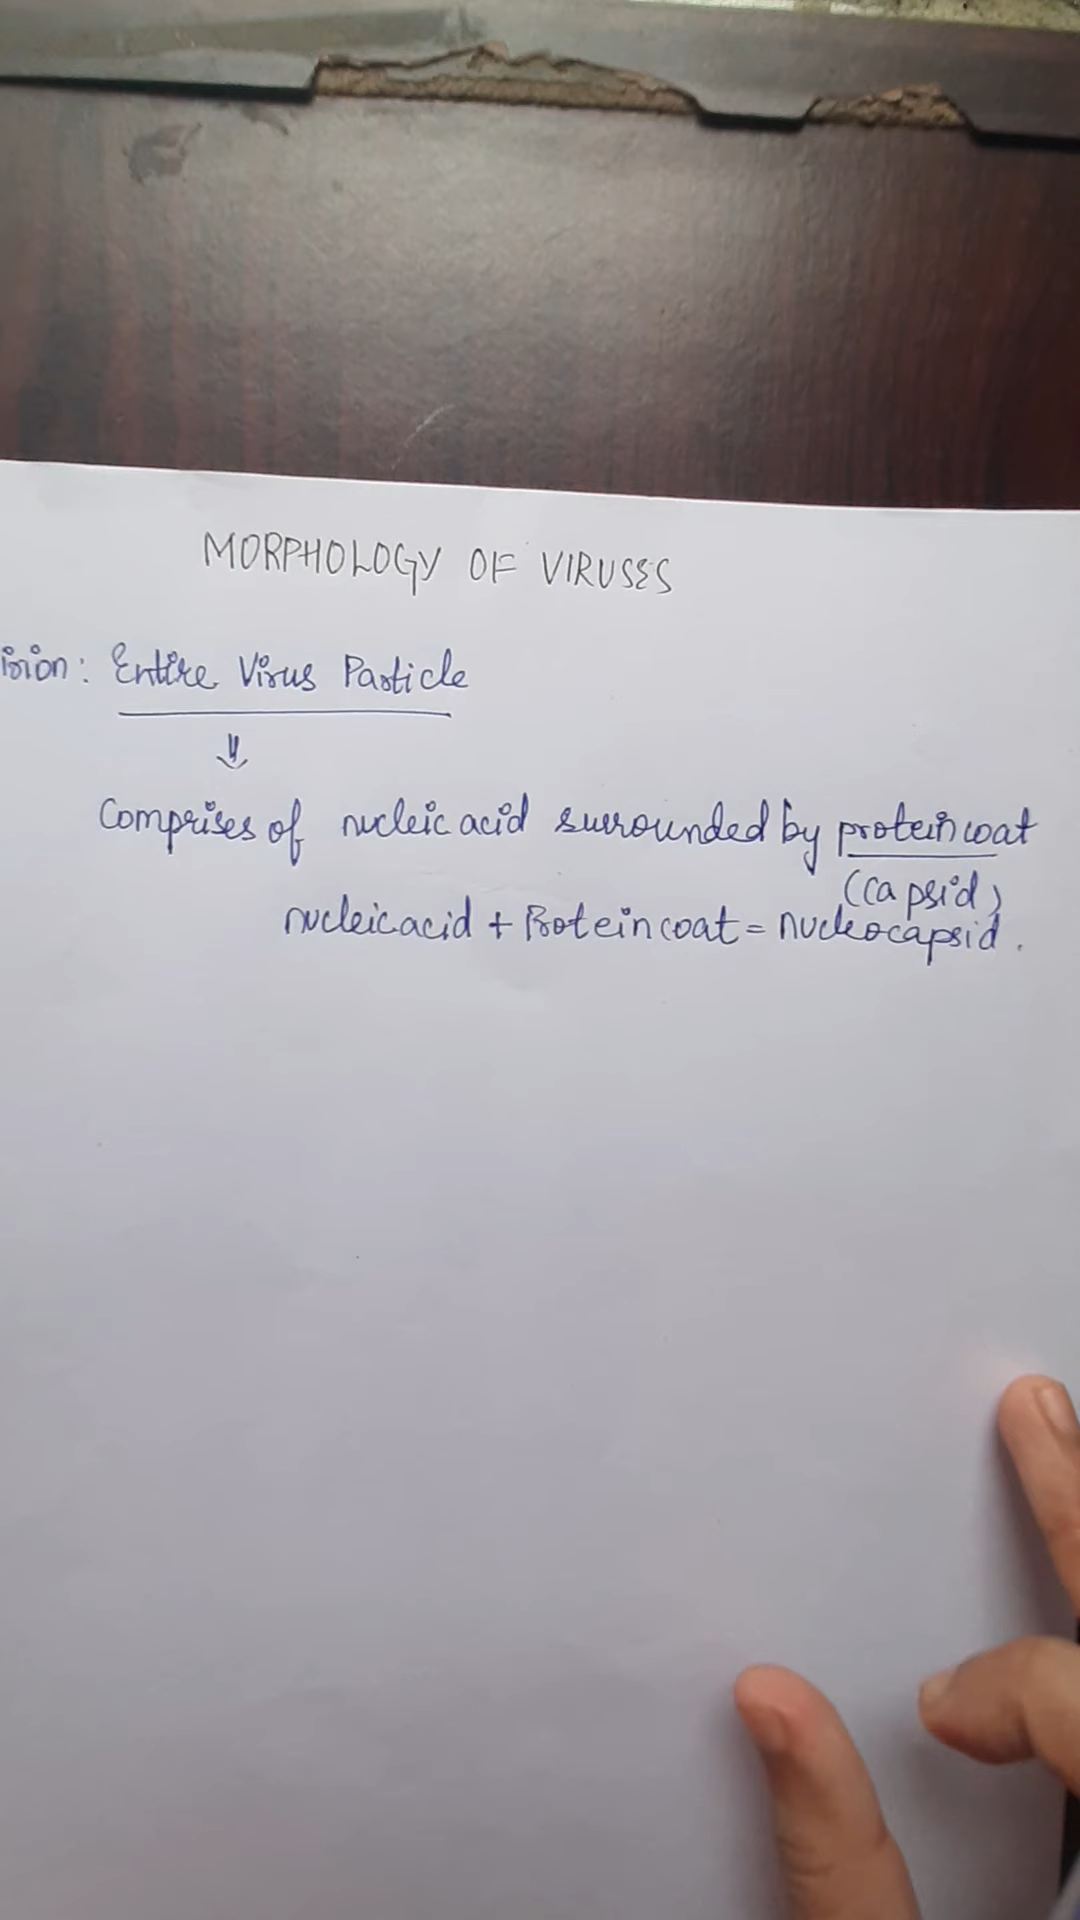 MORPHOLOGY OF VIRUSES
irion: Entire Virus Particle
Comprises of nucleic acid surrounded by protein coat
(capsid)
nucleic acid + Protein coat = nucleocapsid.